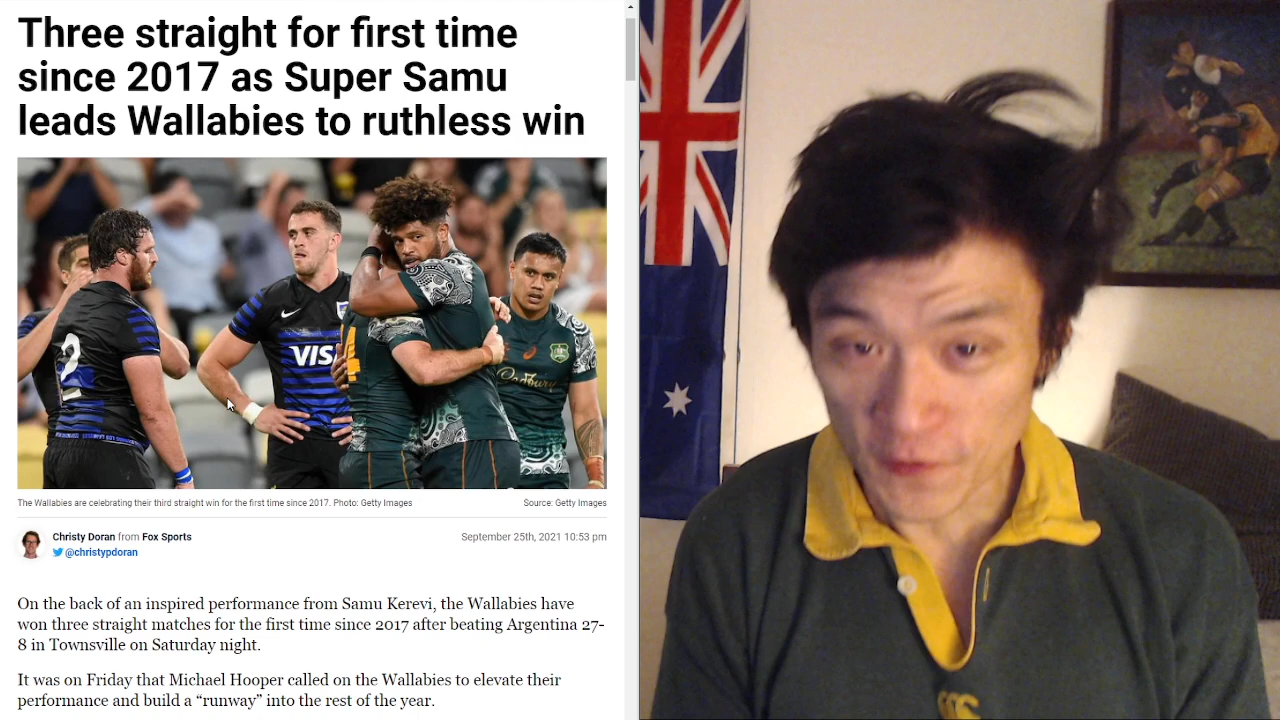 Three straight for first time
since 2017 as Super Samu
leads Wallabies to ruthless win
2
VISA
4
Cadbury
The Wallabies are celebrating their third straight win for the first time since 2017. Photo: Getty Images
Source: Getty Images
Christy Doran from Fox Sports
September 25th, 2021 10:53 pm
@christypdoran
On the back of an inspired performance from Samu Kerevi, the Wallabies have
won three straight matches for the first time since 2017 after beating Argentina 27-
8 in Townsville on Saturday night.
It was on Friday that Michael Hooper called on the Wallabies to elevate their
performance and build a “runway” into the rest of the year.